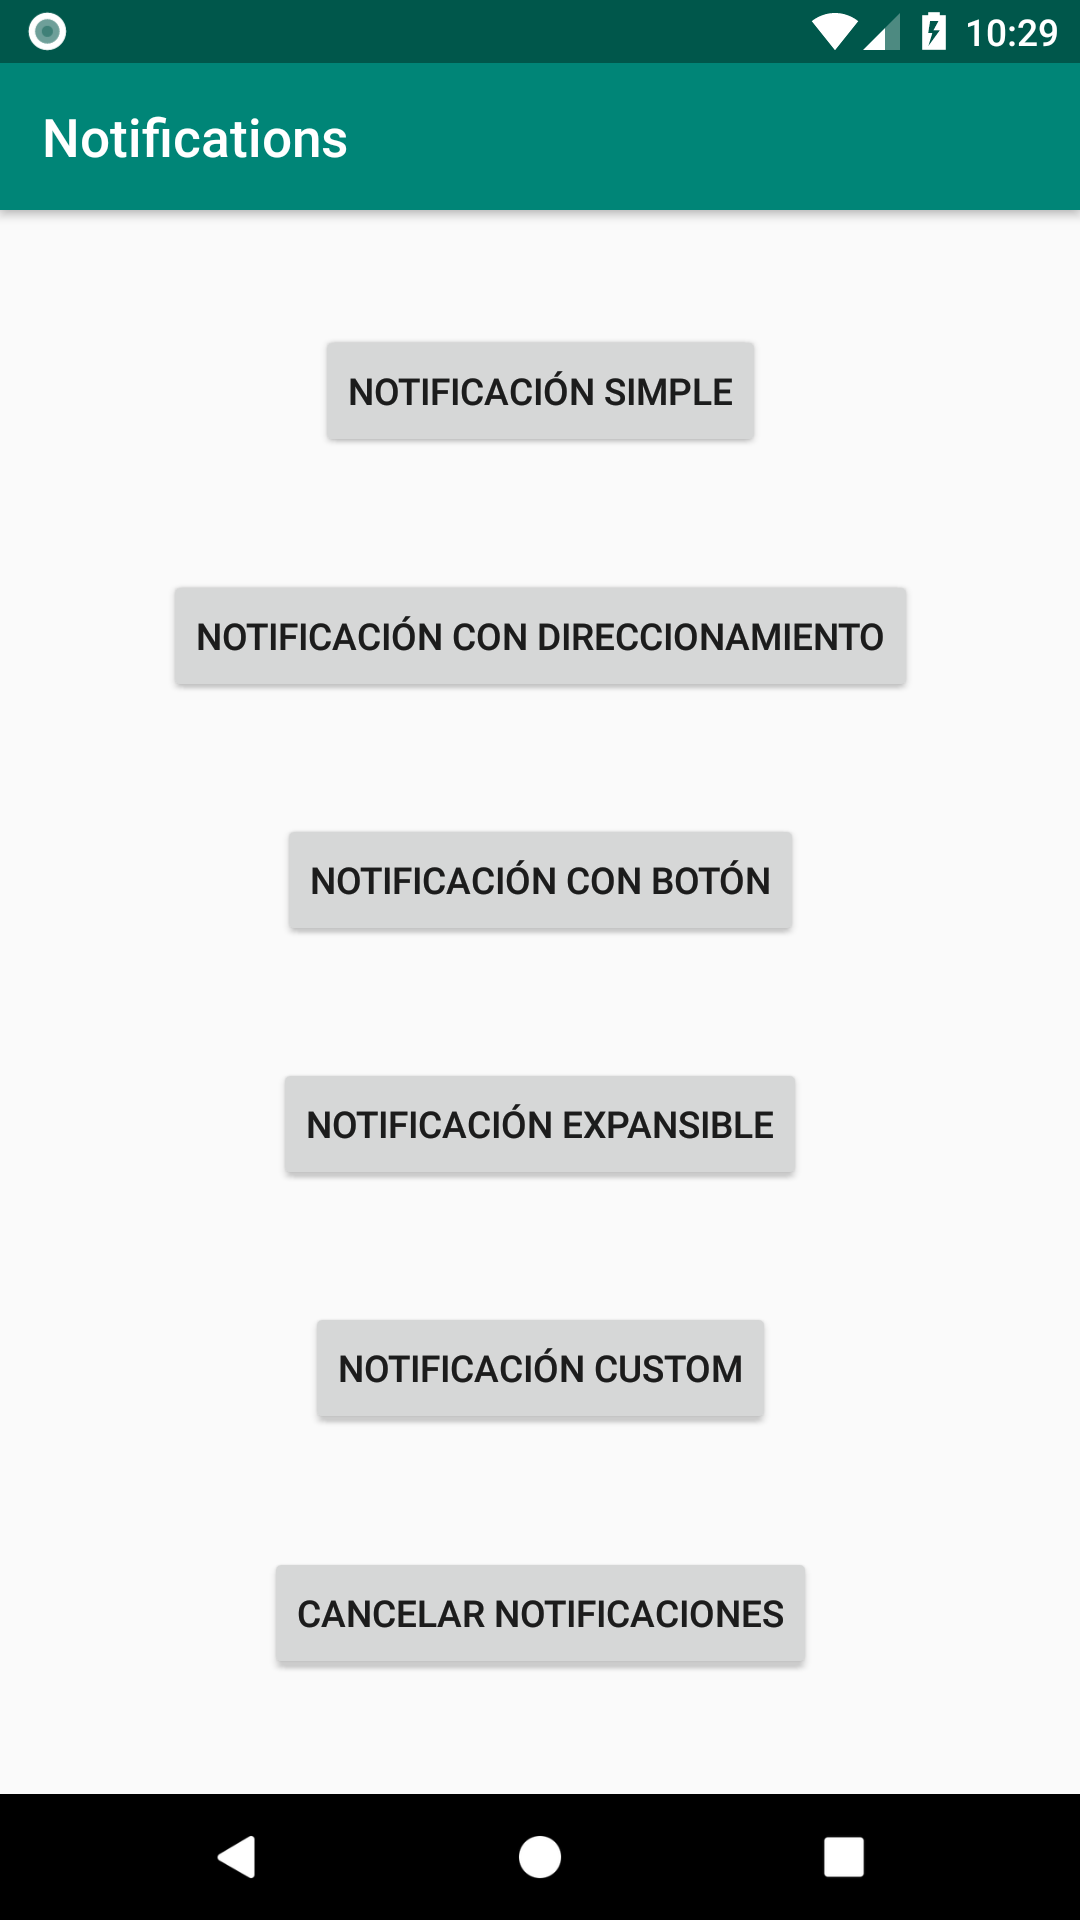 10:29
Notifications
NOTIFICACIÓN SIMPLE
NOTIFICACIÓN CON DIRECCIONAMIENTO
NOTIFICACIÓN CON BOTÓN
NOTIFICACIÓN EXPANSIBLE
NOTIFICACIÓN CUSTOM
CANCELAR NOTIFICACIONES